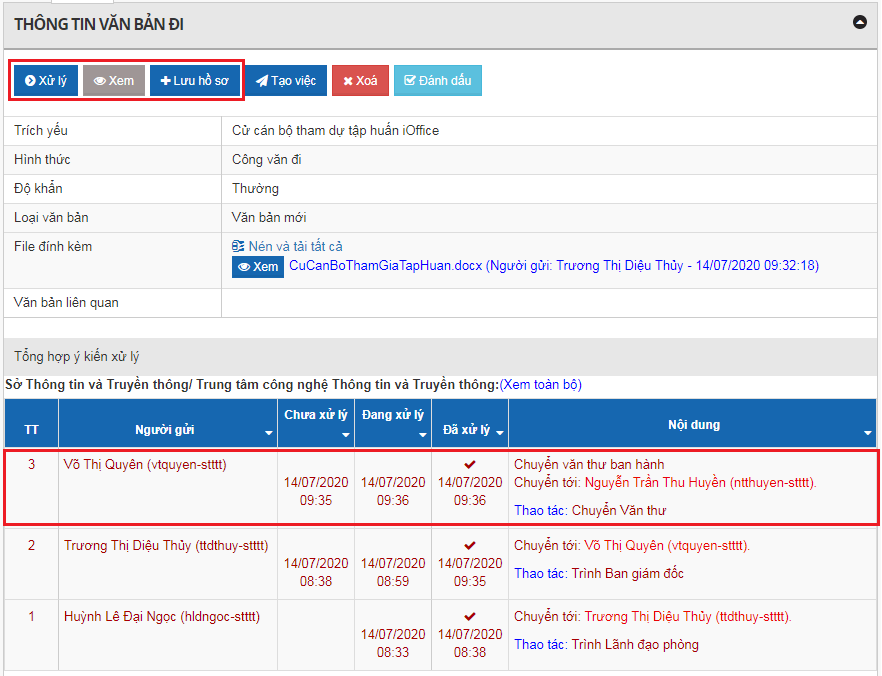 THÔNG TIN VĂN BẢN ĐI
Xử lý Xem Lưu hồ sơ Tạo việc Xoá Đánh dấu
Trích yếu Cử cán bộ tham dự tập huấn iOffice
Hình thức Công văn đi
Độ khẩn Thường
Loại văn bản Văn bản mới
File đính kèm Nén và tải tất cả
Xem CuCanBoThamGiaTapHuan.docx (Người gửi: Trương Thị Diệu Thủy - 14/07/2020 09:32:18)
Văn bản liên quan
Tổng hợp ý kiến xử lý
Sở Thông tin và Truyền thông/ Trung tâm công nghệ Thông tin và Truyền thông:(Xem toàn bộ)
TT Người gửi Chưa xử lý Đang xử lý Đã xử lý Nội dung
3 Võ Thị Quyên (vtquyen-stttt) Chuyển văn thư ban hành
14/07/2020 14/07/2020 14/07/2020 Chuyển tới: Nguyễn Trần Thu Huyền (ntthuyen-stttt).
09:35 09:36 09:36
Thao tác: Chuyển Văn thư
2 Trương Thị Diệu Thủy (ttdthuy-stttt) Chuyển tới: Võ Thị Quyên (vtquyen-stttt).
14/07/2020 14/07/2020 14/07/2020
Thao tác: Trình Ban giám đốc
08:38 08:59 09:35
1 Huỳnh Lê Đại Ngọc (hldngoc-stttt) Chuyển tới: Trương Thị Diệu Thủy (ttdthuy-stttt).
14/07/2020 14/07/2020
Thao tác: Trình Lãnh đạo phòng
08:33 08:38